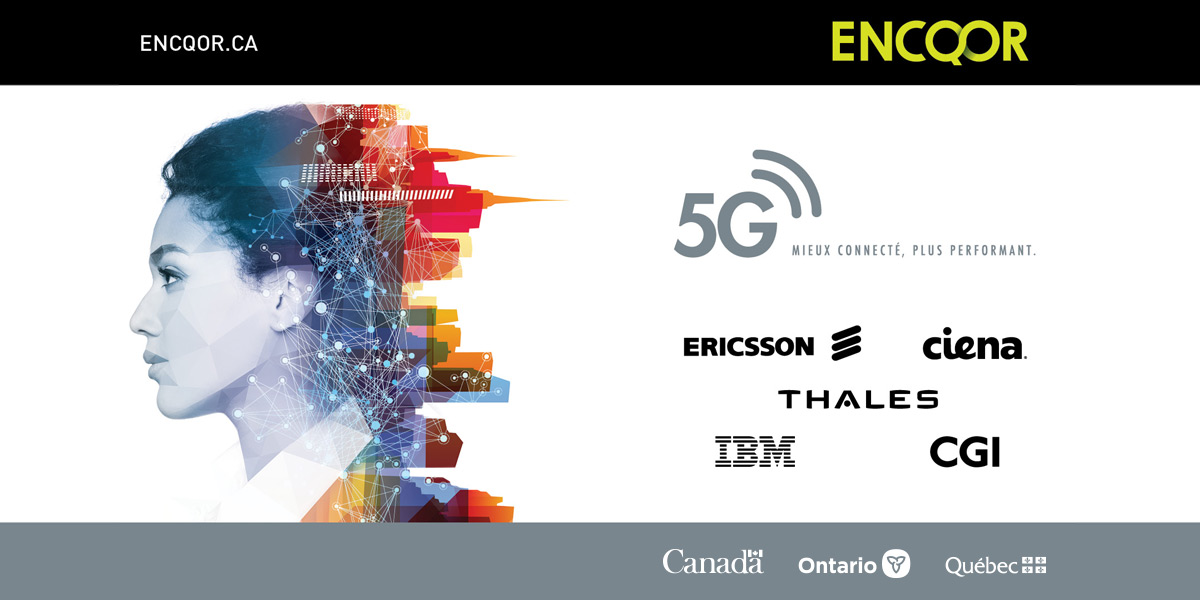 ENCQOR.CA
ENCQOR
5G
MIEUX CONNECTÉ, PLUS PERFORMANT.
ERICSSON
ciena.
THALES
IBM
CGI
Canada
Ontario
Québec